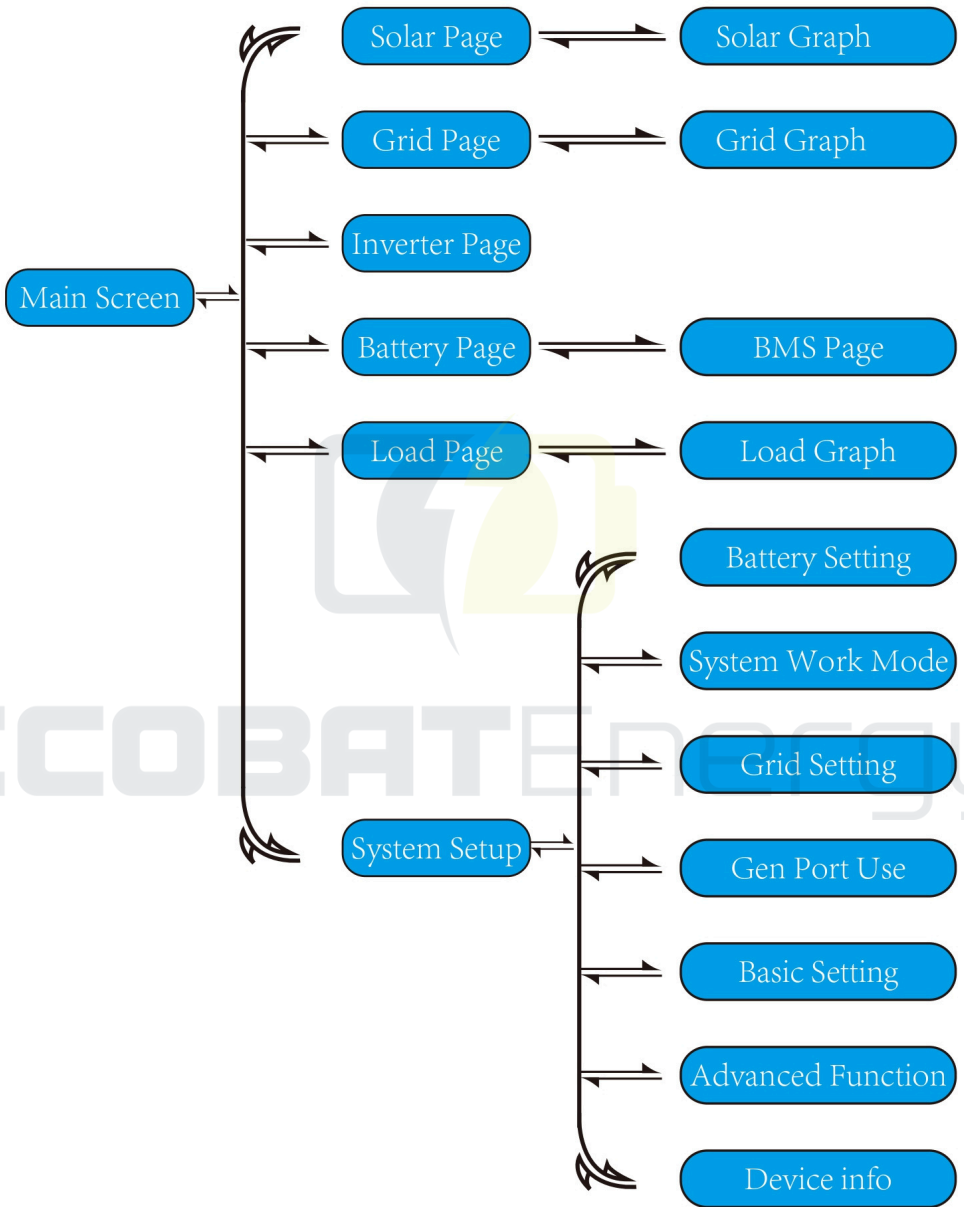 Solar Page
Solar Graph
Grid Page
Grid Graph
Inverter Page
Main Screen
Battery Page
BMS Page
Load Page
Load Graph
Battery Setting
System Work Mode
ECOBATEnergy
Grid Setting
System Setup
Gen Port Use
Basic Setting
Advanced Function
Device info